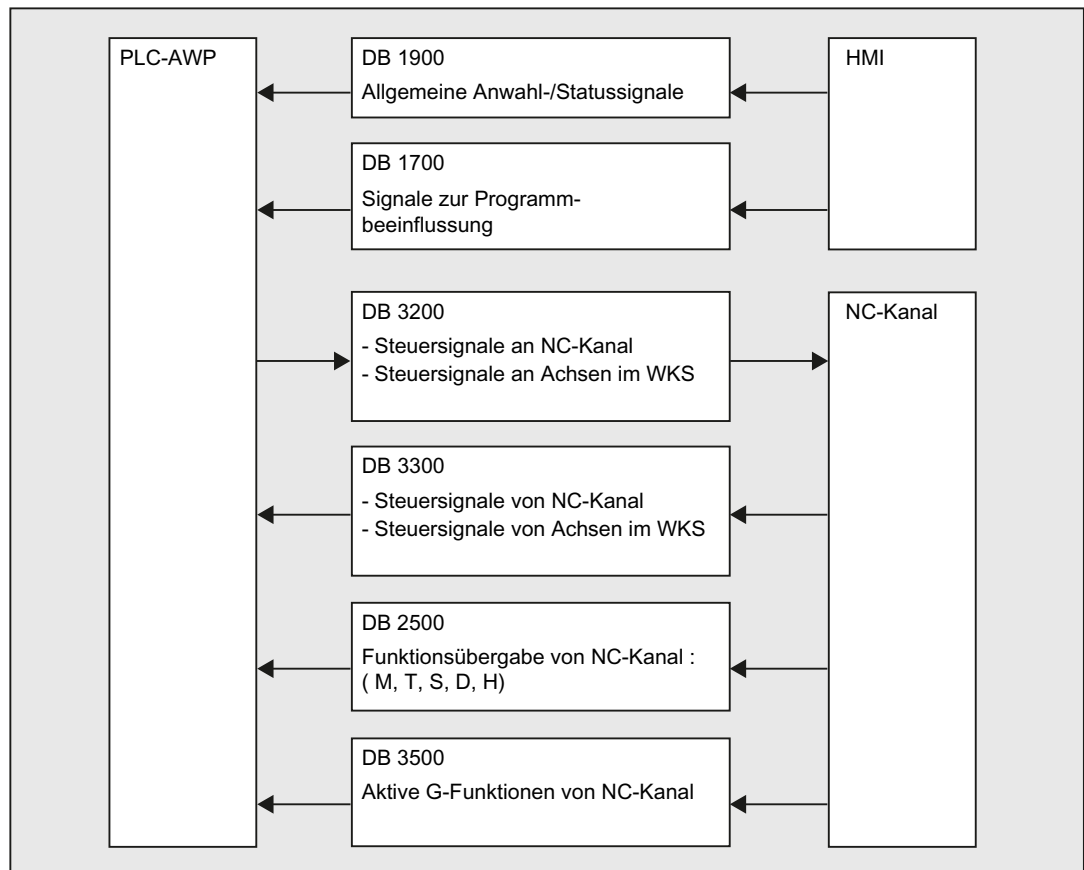 PLC-AWP
DB 1900
Allgemeine Anwahl-/Statussignale
HMI
DB 1700
Signale zur Programm-
beeinflussung
DB 3200
- Steuersignale an NC-Kanal
- Steuersignale an Achsen im WKS
NC-Kanal
DB 3300
- Steuersignale von NC-Kanal
- Steuersignale von Achsen im WKS
DB 2500
Funktionsübergabe von NC-Kanal :
( M, T, S, D, H)
DB 3500
Aktive G-Funktionen von NC-Kanal